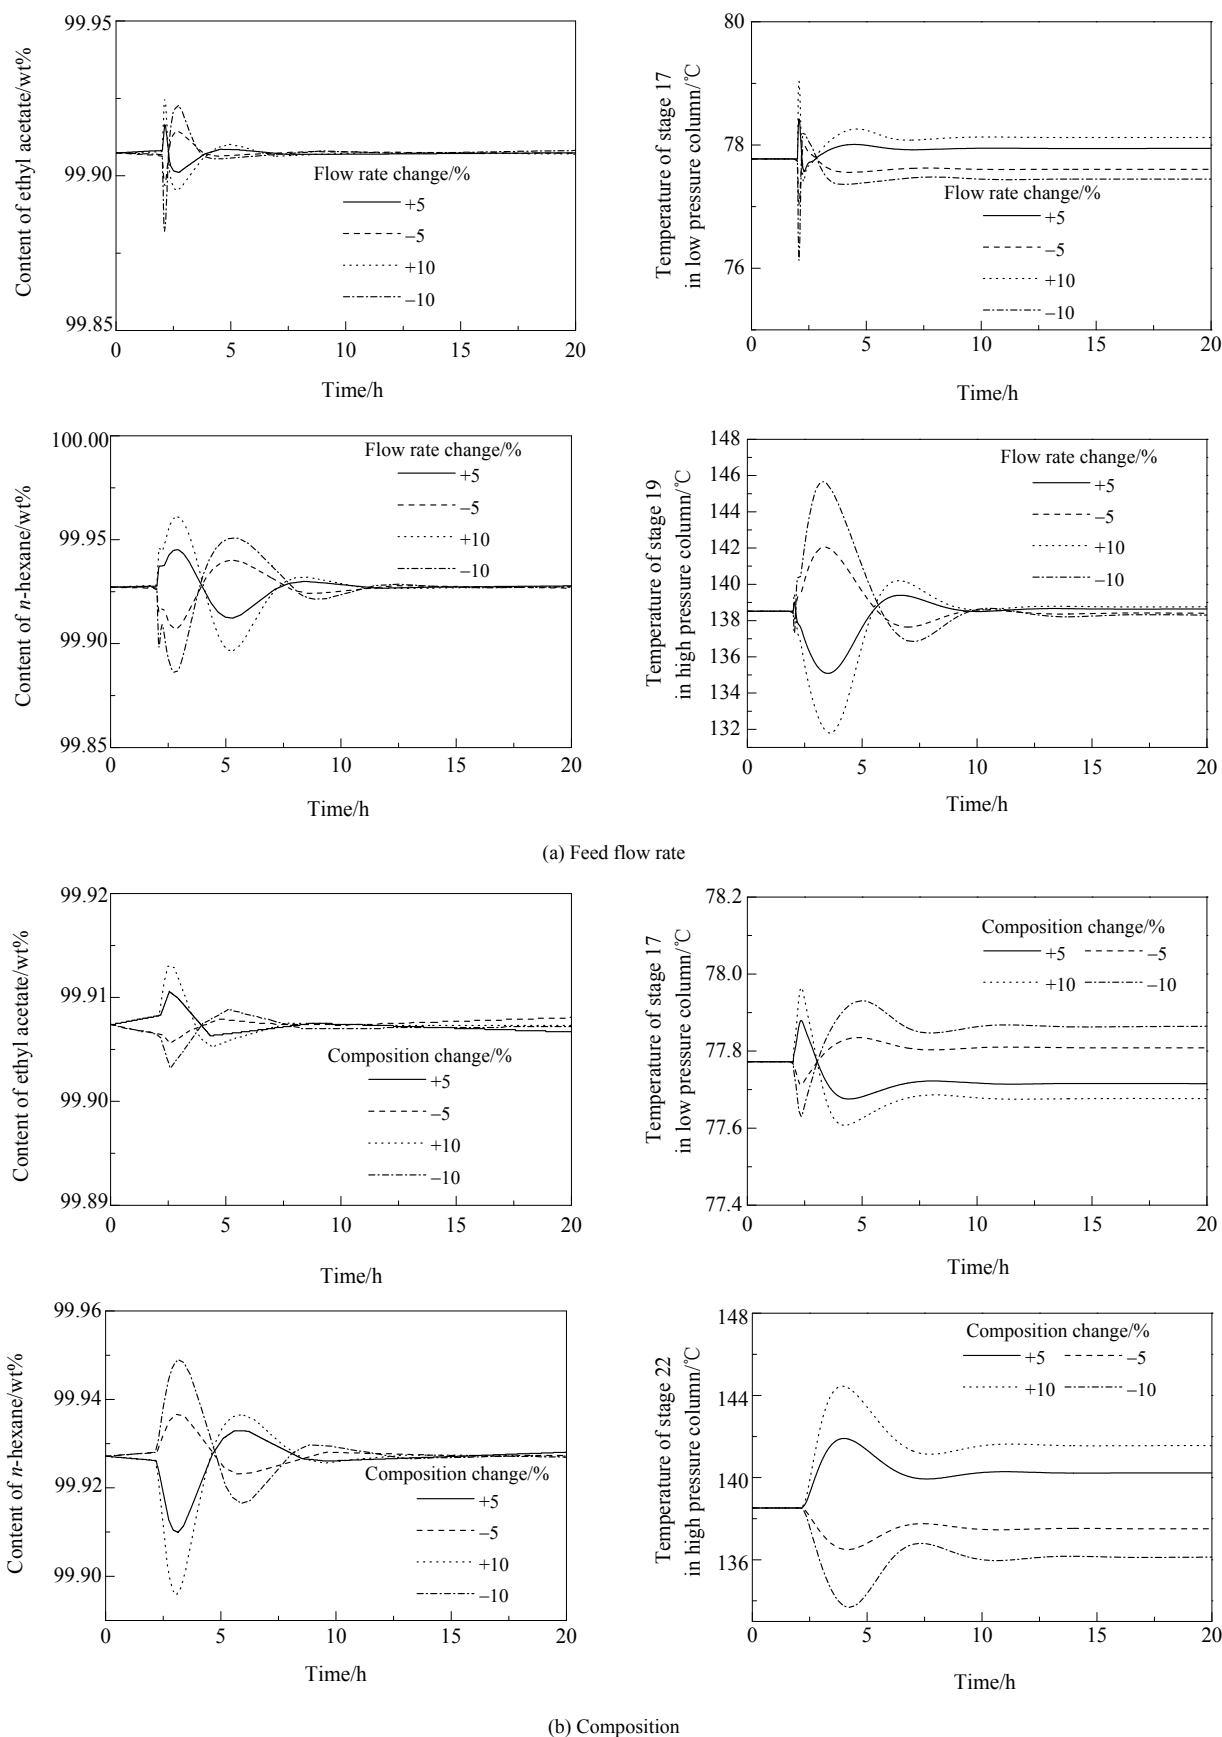 99.95
99.90
99.85
Content of ethyl acetate/wt%
Flow rate change/%
+5
–5
+10
–10
0 5 10 15 20
Time/h
80
78
76
Temperature of stage 17
in low pressure column/℃
Flow rate change/%
+5
–5
+10
–10
0 5 10 15 20
Time/h
100.00
99.95
99.90
99.85
Content of n-hexane/wt%
Flow rate change/%
+5
–5
+10
–10
0 5 10 15 20
Time/h
148
146
144
142
140
138
136
134
132
Temperature of stage 19
in high pressure column/℃
Flow rate change/%
+5
–5
+10
–10
0 5 10 15 20
Time/h
(a) Feed flow rate
99.92
99.91
99.90
99.89
Content of ethyl acetate/wt%
Composition change/%
+5
–5
+10
–10
0 5 10 15 20
Time/h
78.2
78.0
77.8
77.6
77.4
Temperature of stage 17
in low pressure column/℃
Composition change/%
+5 –5
+10 –10
0 5 10 15 20
Time/h
99.96
99.94
99.92
99.90
Content of n-hexane/wt%
Composition change/%
+5
–5
+10
–10
0 5 10 15 20
Time/h
148
144
140
136
Temperature of stage 22
in high pressure column/℃
Composition change/%
+5 –5
+10 –10
0 5 10 15 20
Time/h
(b) Composition